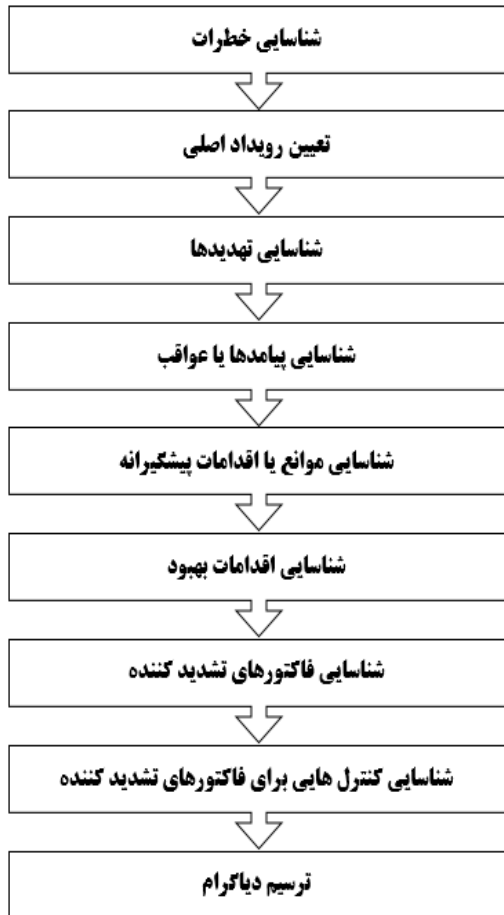 شناسایی خطرات
تعیین رویداد اصلی
شناسایی تهدیدها
شناسایی پیامدها یا عواقب
شناسایی موانع یا اقدامات پیشگیرانه
شناسایی اقدامات بهبود
شناسایی فاکتورهای تشدید کننده
شناسایی کنترل هایی برای فاکتورهای تشدید کننده
ترسیم دیاگرام